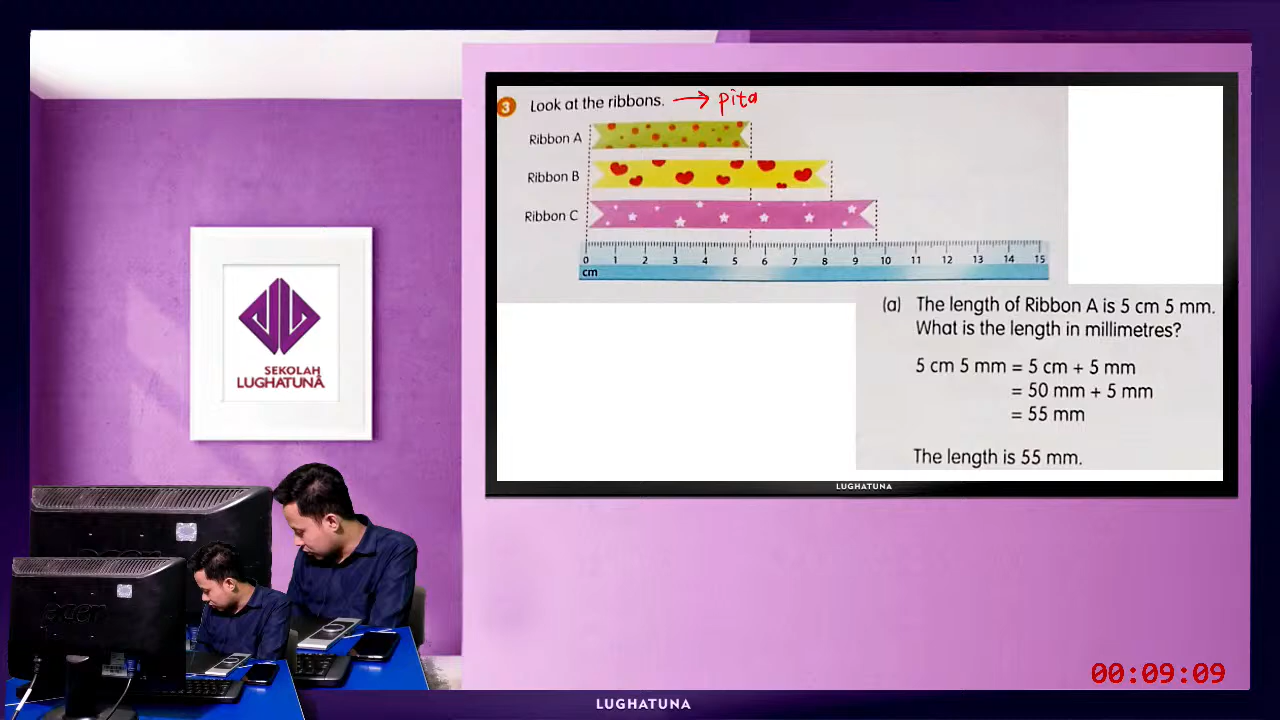 3 Look at the ribbons. → pita
Ribbon A
Ribbon B
Ribbon C
0 1 2 3 4 5 6 7 8 9 10 11 12 13 14 15
cm
(a) The length of Ribbon A is 5 cm 5 mm.
What is the length in millimetres?
5 cm 5 mm = 5 cm + 5 mm
= 50 mm + 5 mm
= 55 mm
The length is 55 mm.
LUGHATUNA
SEKOLAH
LUGHATUNA
acer
00:09:09
LUGHATUNA